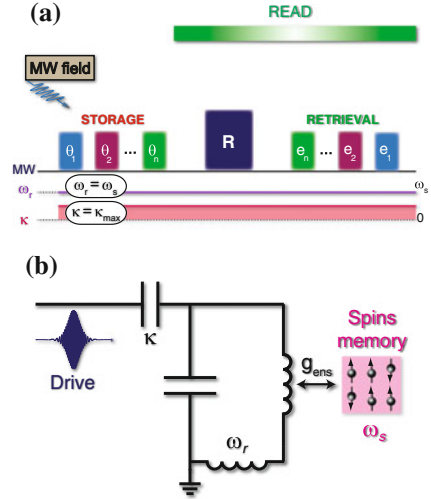 (a)
READ
MW field
STORAGE
RETRIEVAL
θ₁ θ₂ ... θₙ R eₙ ... e₂ e₁
MW
ωᵣ ωᵣ = ωₛ ωₛ
κ κ = κₘₐₓ 0
(b)
κ
Drive
Spins
memory
gₑₙₛ
ωᵣ
ωₛ